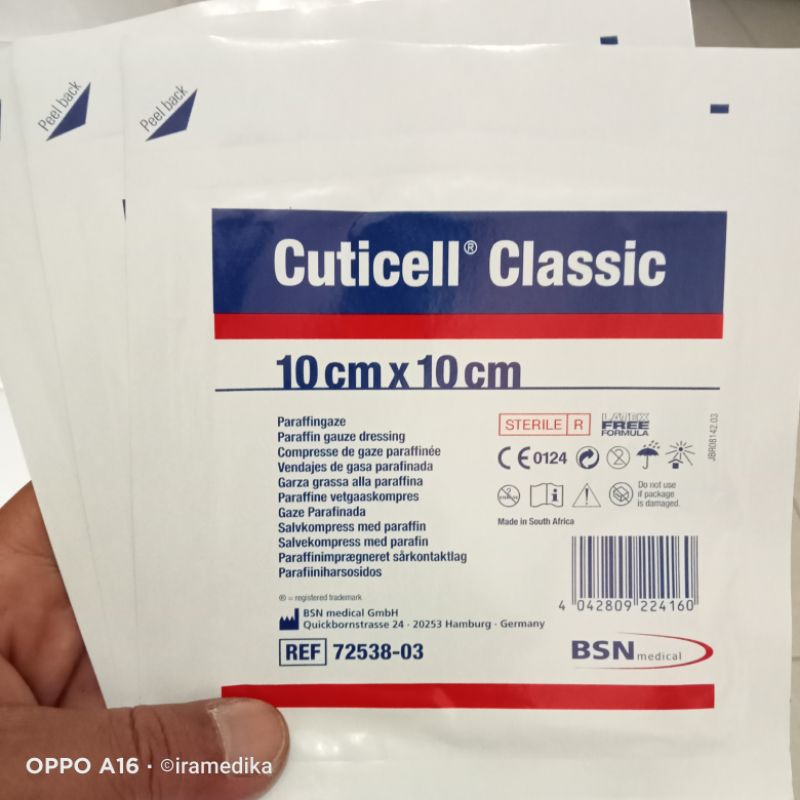 Peel back
Peel back
Cuticell® Classic
10 cm x 10 cm
Paraffingaze
Paraffin gauze dressing
Compresse de gaze paraffinée
Vendajes de gasa parafinada
Garza grassa alla paraffina
Paraffine vetgaaskompres
Gaze Parafinada
Salvkompress med paraffin
Salvekompress med parafin
Paraffinimprægneret sårkontaktlag
Parafiiniharsosidos
STERILE R
LATEX
FREE
FORMULA
CE 0124
JBR08142.03
Do not use
if package
is damaged.
Made in South Africa
4 042809 224160
® = registered trademark
BSN medical GmbH
Quickbornstrasse 24 · 20253 Hamburg · Germany
REF 72538-03
BSN medical
OPPO A16 · ©iramedika